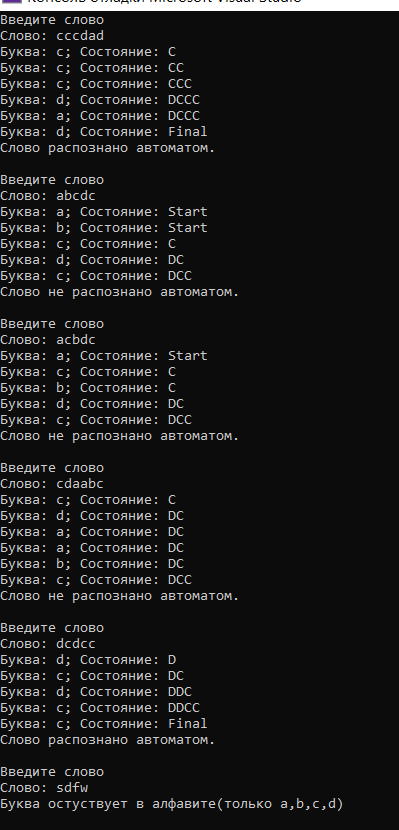 Консоль отладки Microsoft Visual Studio
Введите слово
Слово: cccdad
Буква: c; Состояние: C
Буква: c; Состояние: CC
Буква: c; Состояние: CCC
Буква: d; Состояние: DCCC
Буква: a; Состояние: DCCC
Буква: d; Состояние: Final
Слово распознано автоматом.
Введите слово
Слово: abcdc
Буква: a; Состояние: Start
Буква: b; Состояние: Start
Буква: c; Состояние: C
Буква: d; Состояние: DC
Буква: c; Состояние: DCC
Слово не распознано автоматом.
Введите слово
Слово: acbdc
Буква: a; Состояние: Start
Буква: c; Состояние: C
Буква: b; Состояние: C
Буква: d; Состояние: DC
Буква: c; Состояние: DCC
Слово не распознано автоматом.
Введите слово
Слово: cdaabc
Буква: c; Состояние: C
Буква: d; Состояние: DC
Буква: a; Состояние: DC
Буква: a; Состояние: DC
Буква: b; Состояние: DC
Буква: c; Состояние: DCC
Слово не распознано автоматом.
Введите слово
Слово: dcdcc
Буква: d; Состояние: D
Буква: c; Состояние: DC
Буква: d; Состояние: DDC
Буква: c; Состояние: DDCC
Буква: c; Состояние: Final
Слово распознано автоматом.
Введите слово
Слово: sdfw
Буква остуствует в алфавите(только a,b,c,d)